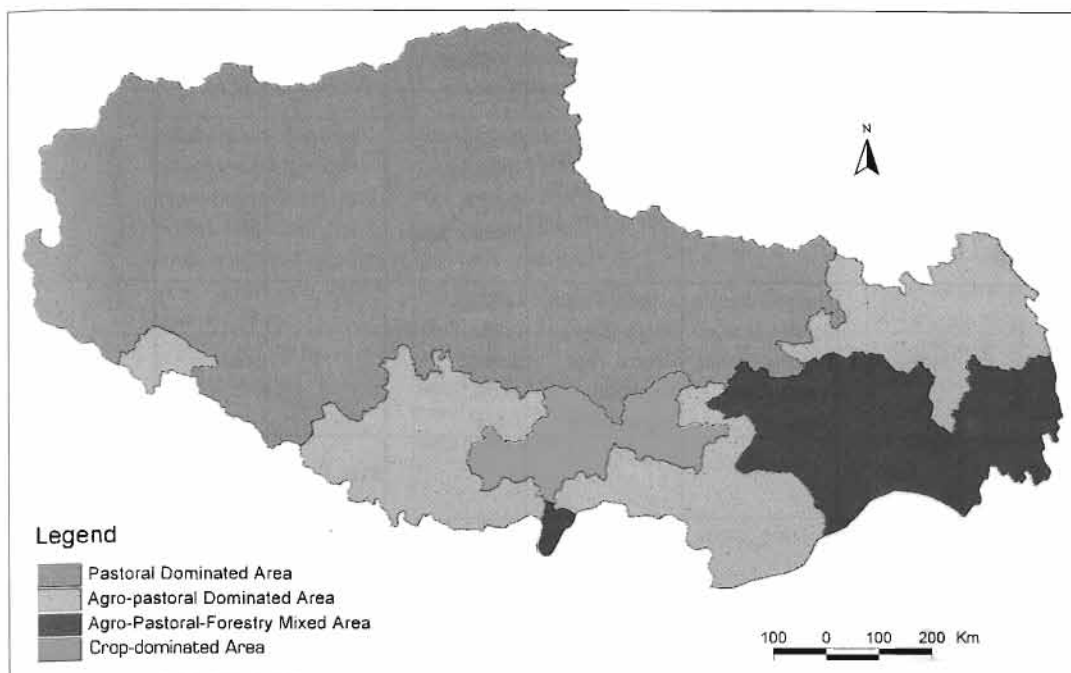 N
Legend
Pastoral Dominated Area
Agro-pastoral Dominated Area
Agro-Pastoral-Forestry Mixed Area
Crop-dominated Area
100 0 100 200 Km